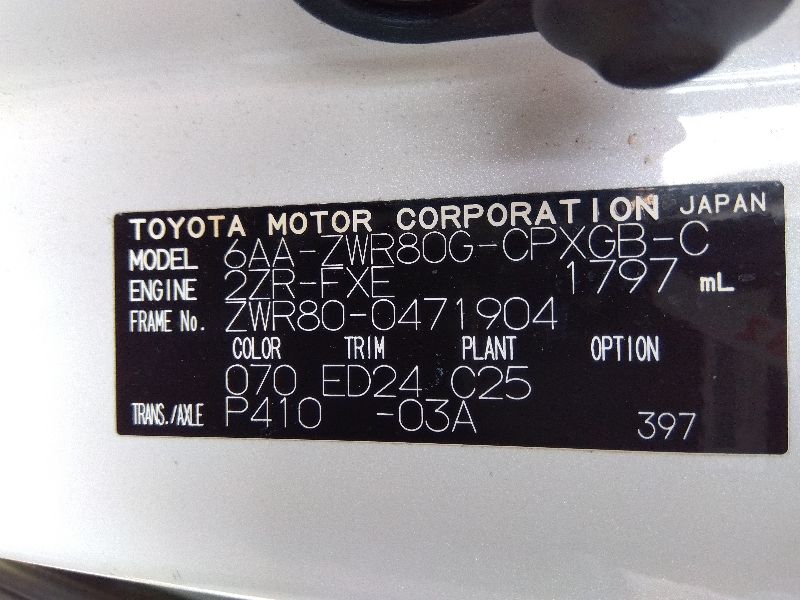 TOYOTA MOTOR CORPORATION JAPAN
MODEL 6AA-ZWR80G-CPXGB-C
ENGINE 2ZR-FXE 1797 mL
FRAME No. ZWR80-0471904
COLOR TRIM PLANT OPTION
070 ED24 C25
TRANS./AXLE P410 -03A 397